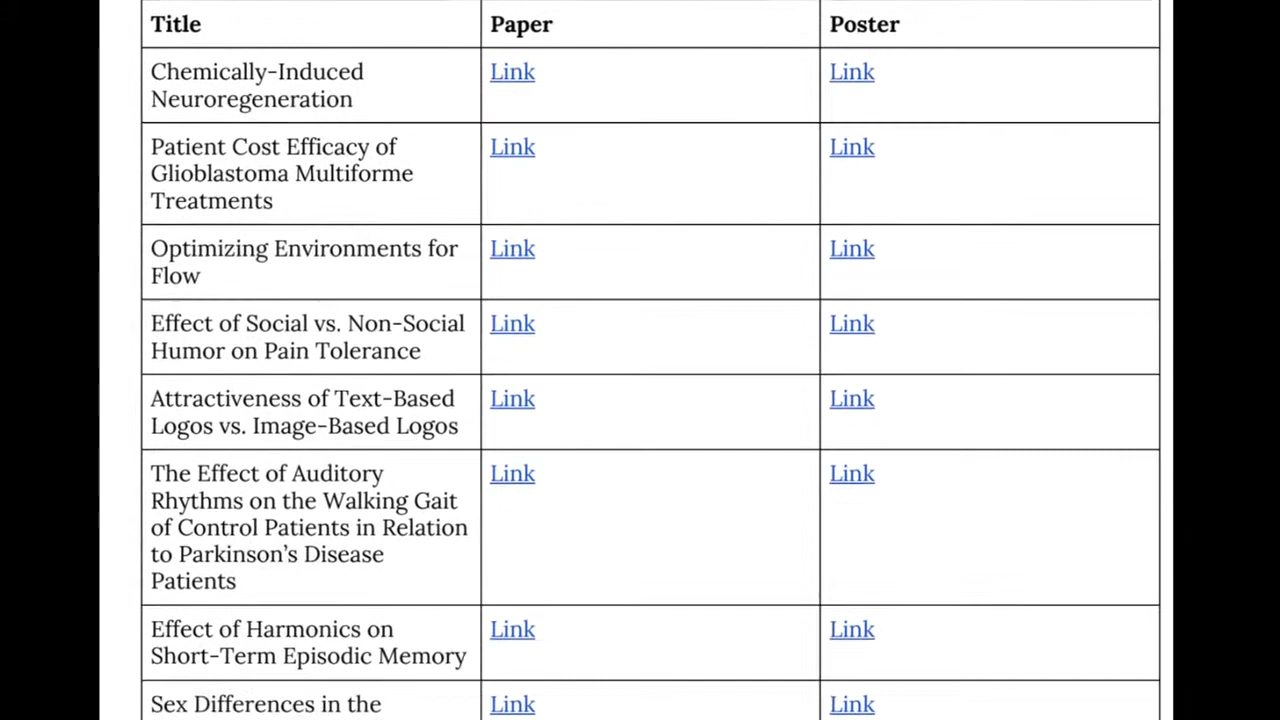 Title Paper Poster
Chemically-Induced Link Link
Neuroregeneration
Patient Cost Efficacy of Link Link
Glioblastoma Multiforme
Treatments
Optimizing Environments for Link Link
Flow
Effect of Social vs. Non-Social Link Link
Humor on Pain Tolerance
Attractiveness of Text-Based Link Link
Logos vs. Image-Based Logos
The Effect of Auditory Link Link
Rhythms on the Walking Gait
of Control Patients in Relation
to Parkinson’s Disease
Patients
Effect of Harmonics on Link Link
Short-Term Episodic Memory
Sex Differences in the Link Link